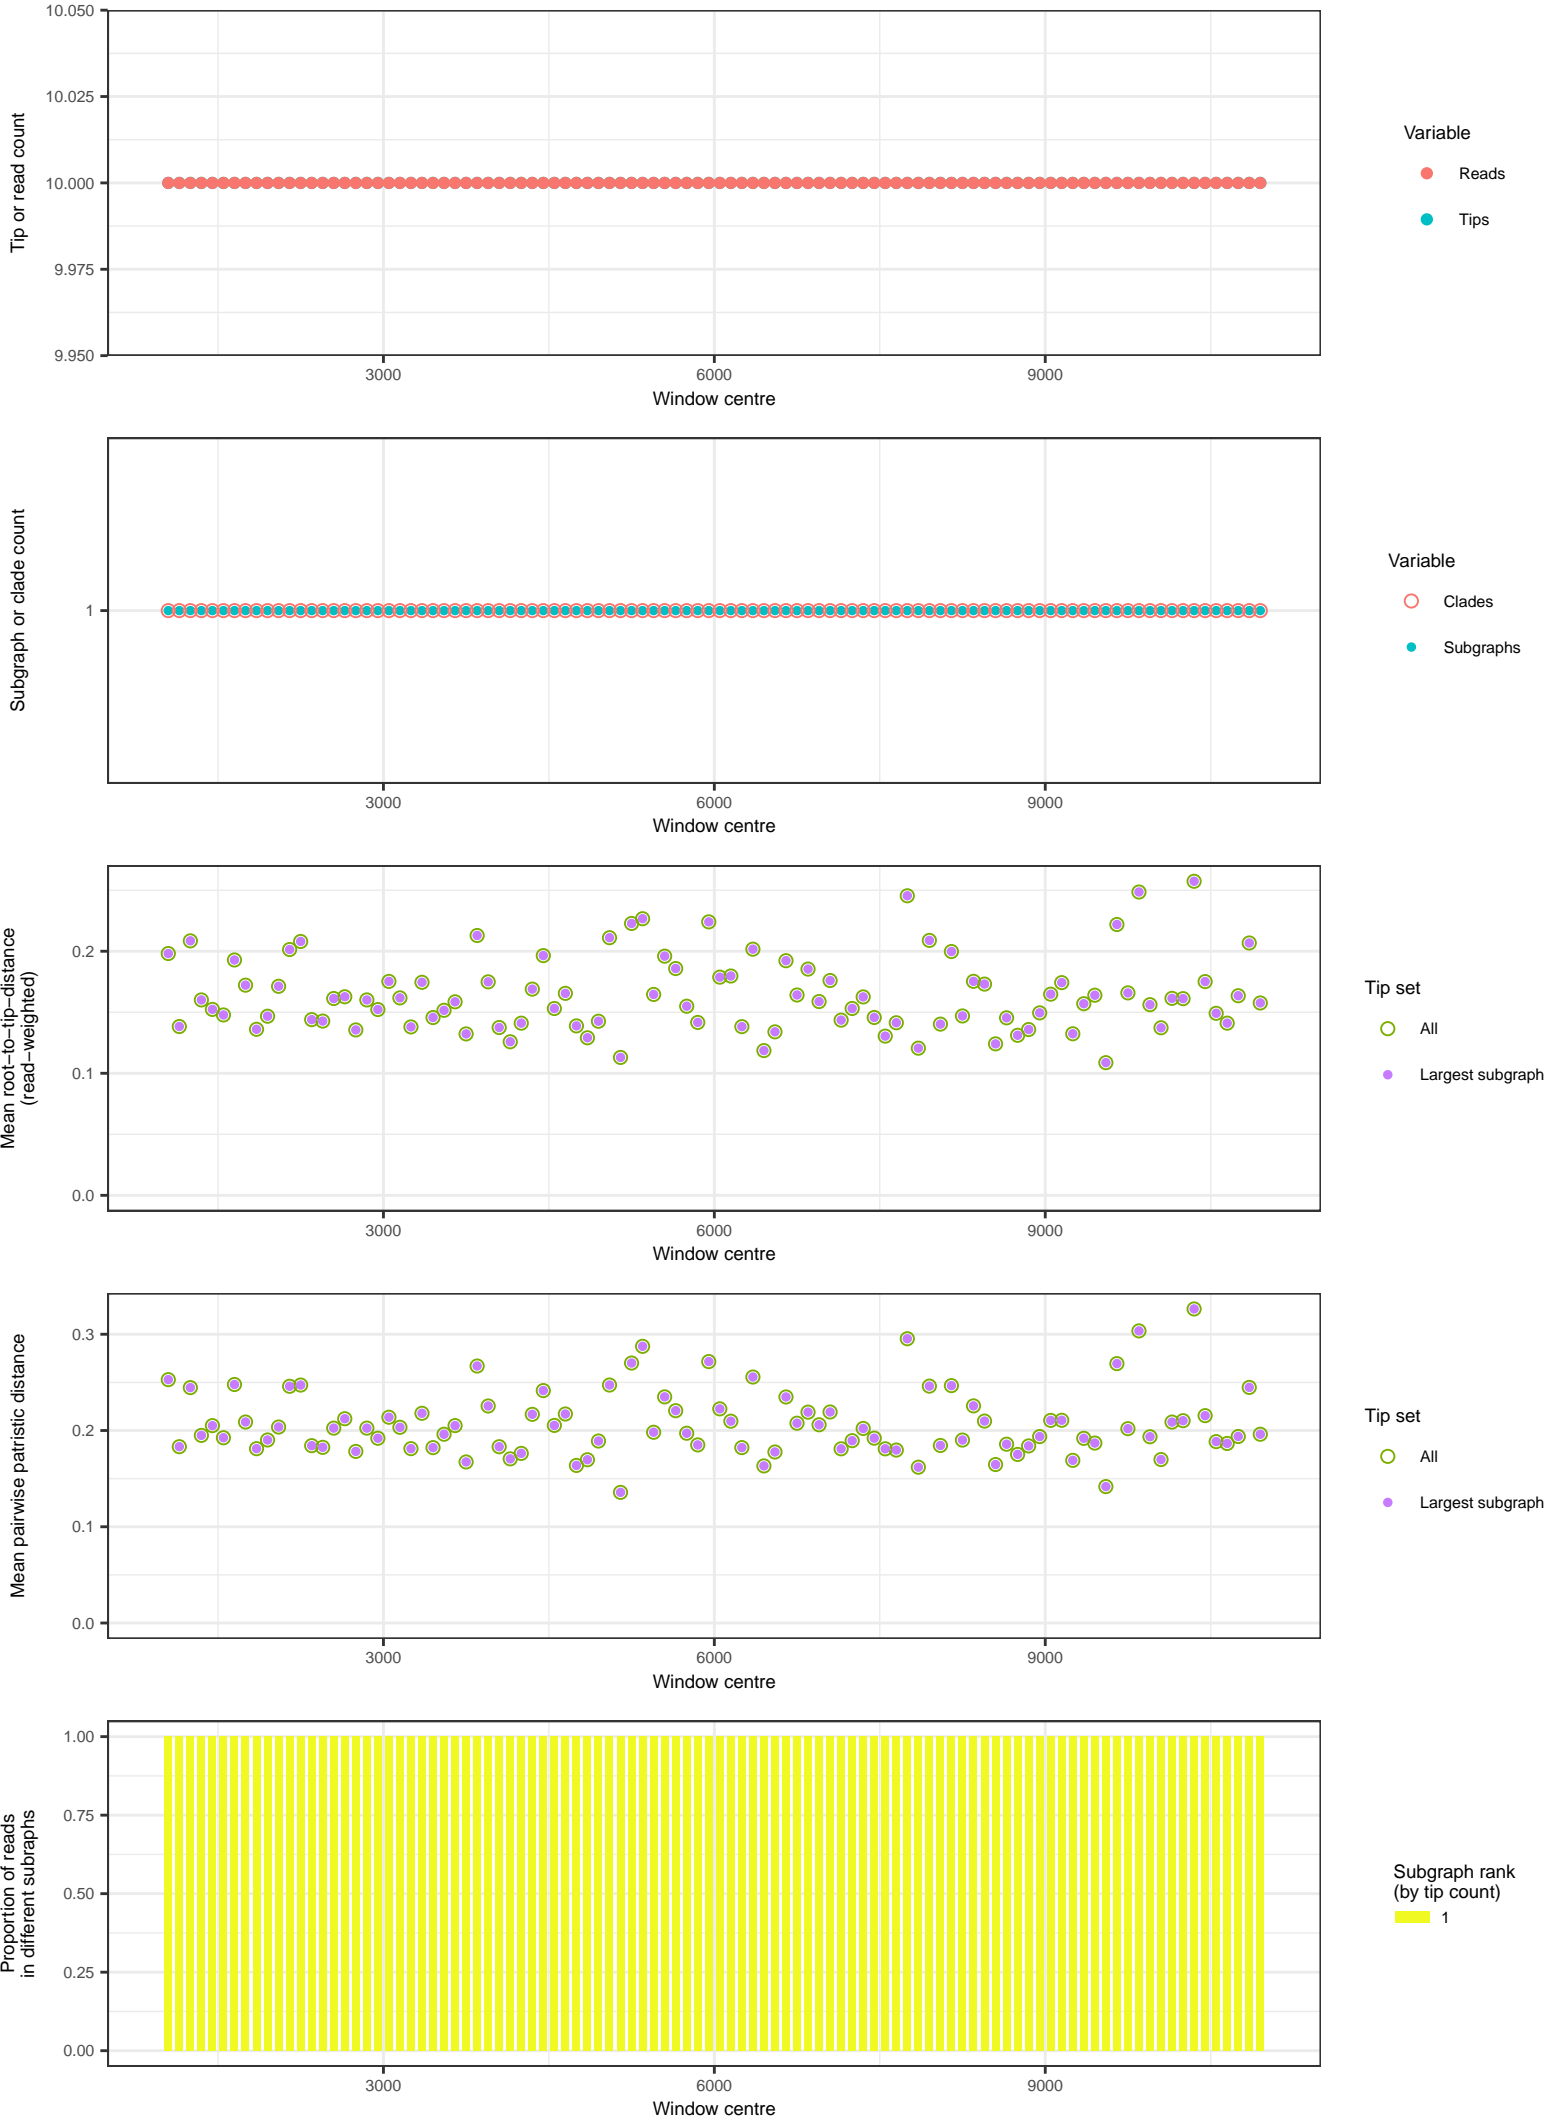 10.050
10.025
10.000
9.975
9.950
Tip or read count
3000
6000
9000
Window centre
Variable
Reads
Tips
1
Subgraph or clade count
3000
6000
9000
Window centre
Variable
Clades
Subgraphs
0.2
0.1
0.0
Mean root−to−tip−distance
(read−weighted)
3000
6000
9000
Window centre
Tip set
All
Largest subgraph
0.3
0.2
0.1
0.0
Mean pairwise patristic distance
3000
6000
9000
Window centre
Tip set
All
Largest subgraph
1.00
0.75
0.50
0.25
0.00
Proportion of reads
in different subraphs
3000
6000
9000
Window centre
Subgraph rank
(by tip count)
1